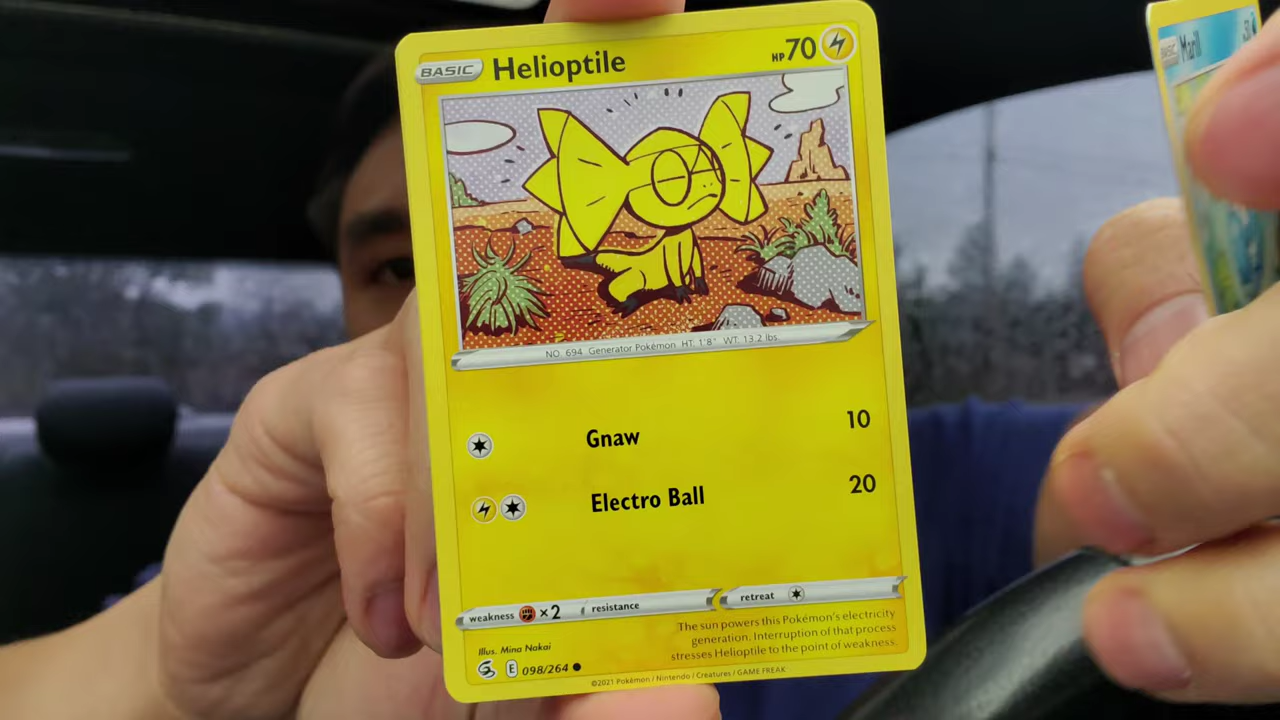 BASIC Helioptile HP 70
NO. 694 Generator Pokémon HT: 1'8" WT: 13.2 lbs.
Gnaw 10
Electro Ball 20
weakness ×2 resistance retreat
The sun powers this Pokémon's electricity
generation. Interruption of that process
stresses Helioptile to the point of weakness.
Illus. Mina Nakai
E 098/264
©2021 Pokémon / Nintendo / Creatures / GAME FREAK
BASIC Marill